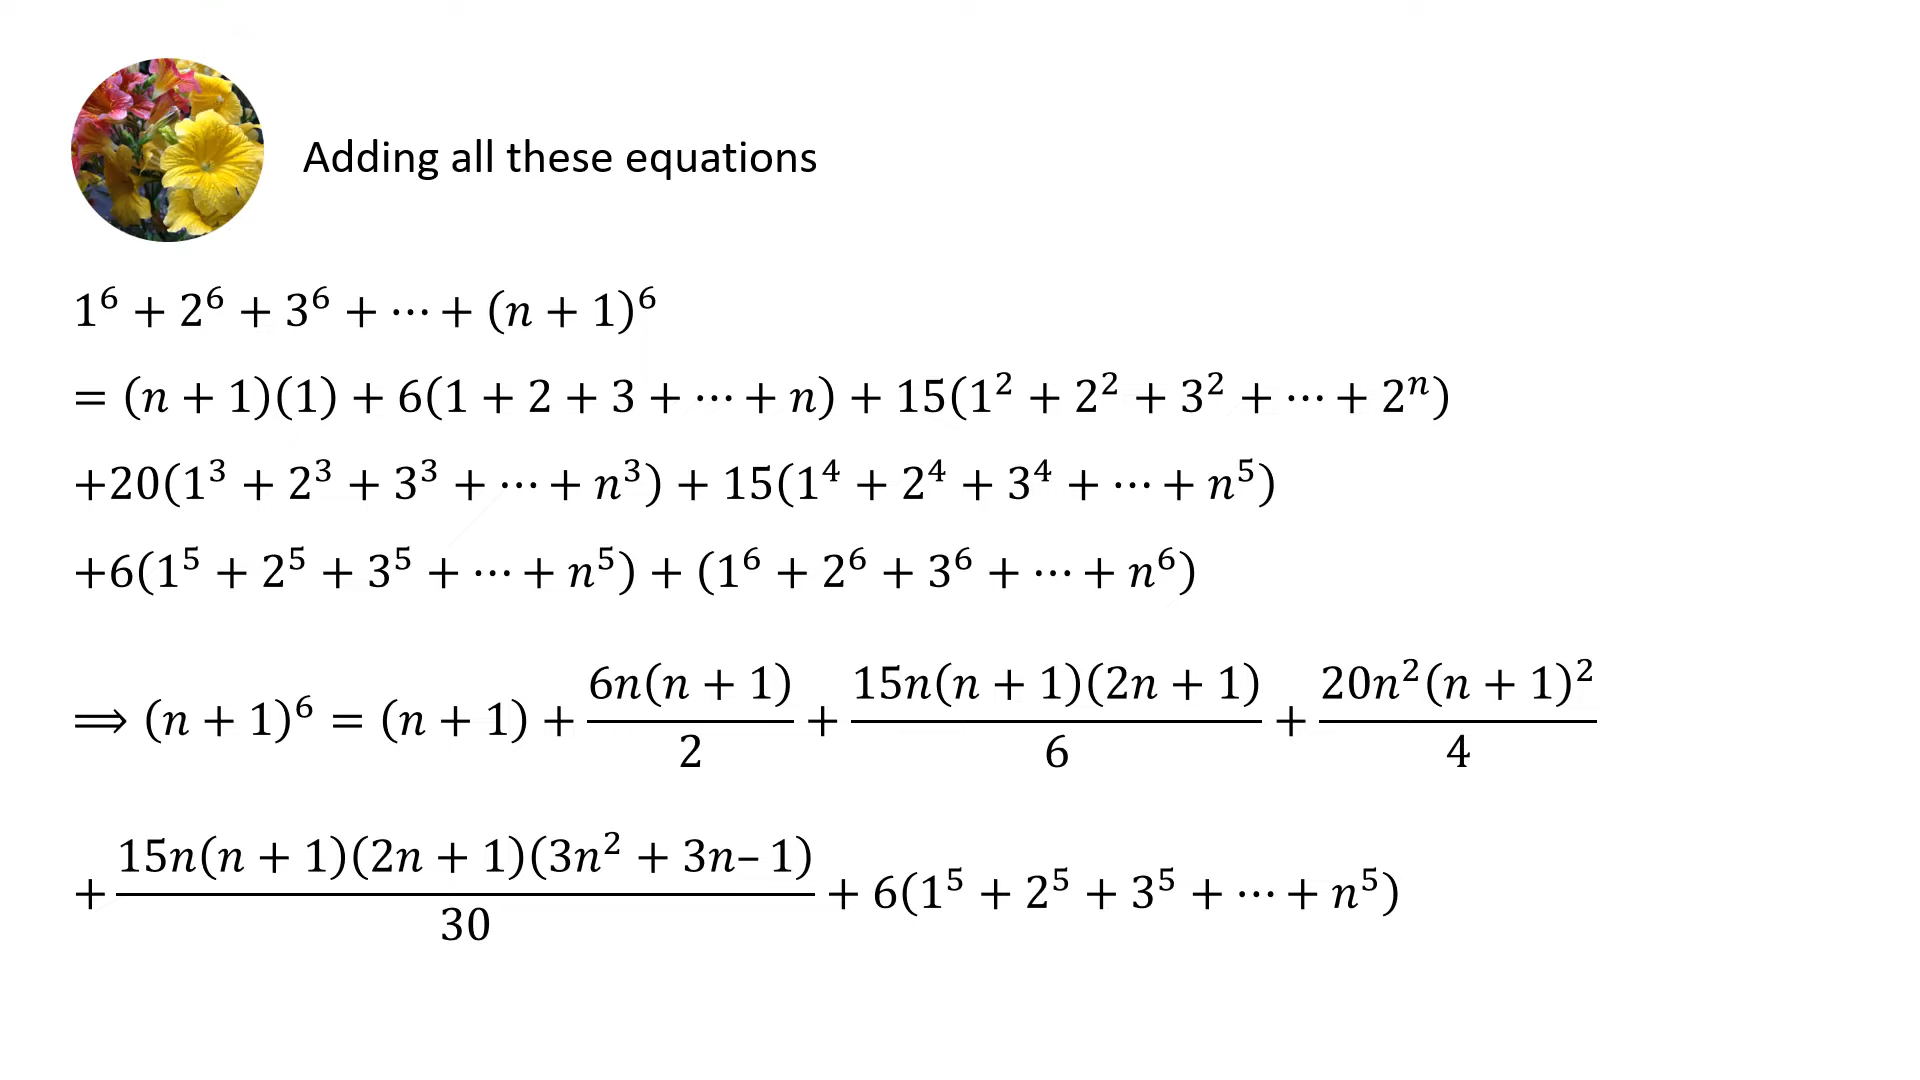 Adding all these equations
1⁶ + 2⁶ + 3⁶ + ⋯ + (n + 1)⁶
= (n + 1)(1) + 6(1 + 2 + 3 + ⋯ + n) + 15(1² + 2² + 3² + ⋯ + 2ⁿ)
+20(1³ + 2³ + 3³ + ⋯ + n³) + 15(1⁴ + 2⁴ + 3⁴ + ⋯ + n⁵)
+6(1⁵ + 2⁵ + 3⁵ + ⋯ + n⁵) + (1⁶ + 2⁶ + 3⁶ + ⋯ + n⁶)
⟹ (n + 1)⁶ = (n + 1) + 6n(n + 1)/2 + 15n(n + 1)(2n + 1)/6 + 20n²(n + 1)²/4
+ 15n(n + 1)(2n + 1)(3n² + 3n– 1)/30 + 6(1⁵ + 2⁵ + 3⁵ + ⋯ + n⁵)